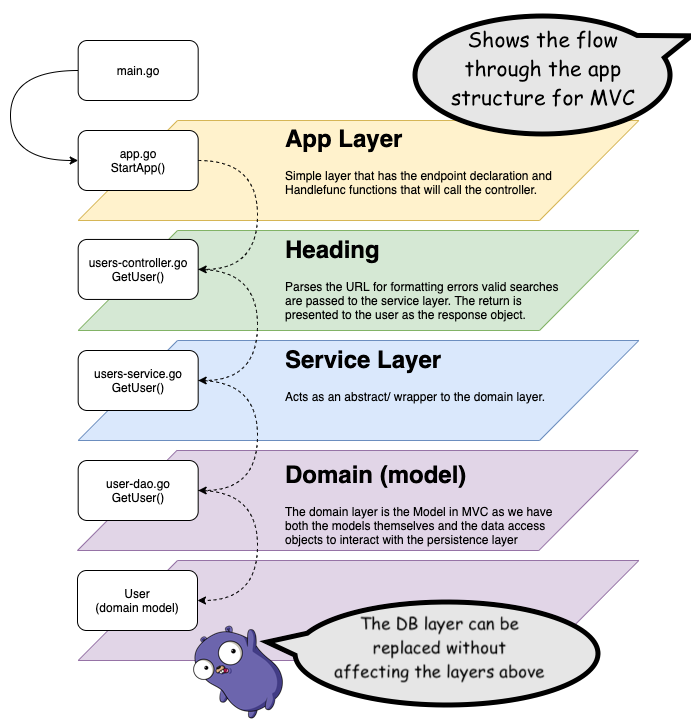 main.go
Shows the flow
through the app
structure for MVC
app.go
StartApp()
App Layer
Simple layer that has the endpoint declaration and
Handlefunc functions that will call the controller.
users-controller.go
GetUser()
Heading
Parses the URL for formatting errors valid searches
are passed to the service layer. The return is
presented to the user as the response object.
users-service.go
GetUser()
Service Layer
Acts as an abstract/ wrapper to the domain layer.
user-dao.go
GetUser()
Domain (model)
The domain layer is the Model in MVC as we have
both the models themselves and the data access
objects to interact with the persistence layer
User
(domain model)
The DB layer can be
replaced without
affecting the layers above